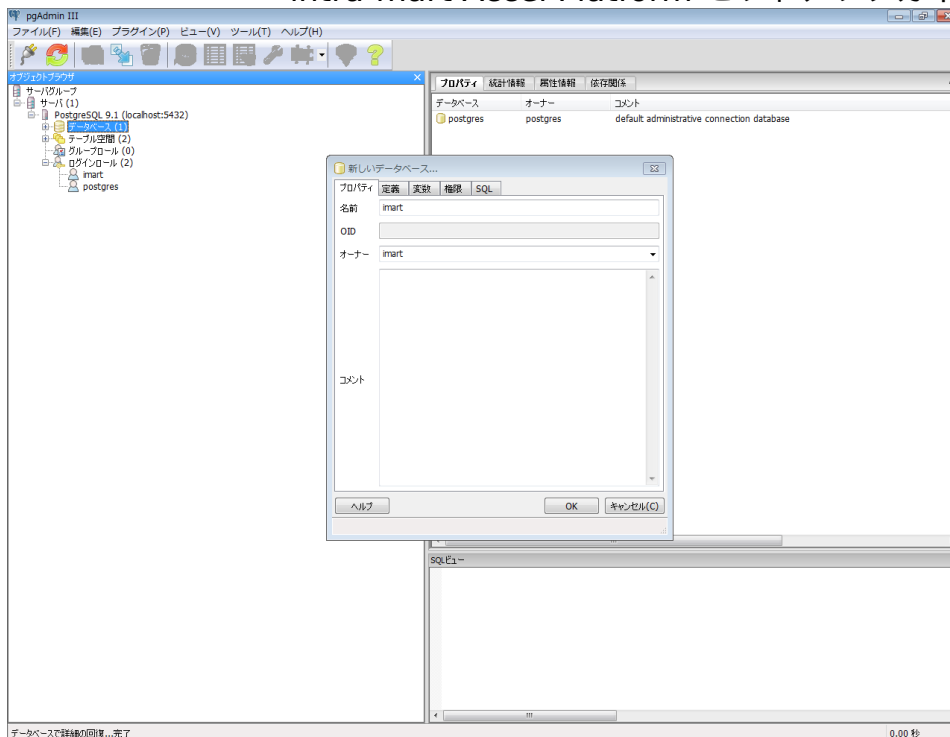 pgAdmin III
ファイル(F) 編集(E) プラグイン(P) ビュー(V) ツール(T) ヘルプ(H)
オブジェクトブラウザ
サーバグループ
サーバ (1)
PostgreSQL 9.1 (localhost:5432)
データベース (1)
テーブル空間 (2)
グループロール (0)
ログインロール (2)
imart
postgres
プロパティ 統計情報 属性情報 依存関係
データベース オーナー コメント
postgres postgres default administrative connection database
新しいデータベース...
プロパティ 定義 変数 権限 SQL
名前 imart
OID
オーナー imart
コメント
ヘルプ OK キャンセル(C)
SQLビュー
データベースで詳細の回復...完了 0.00 秒